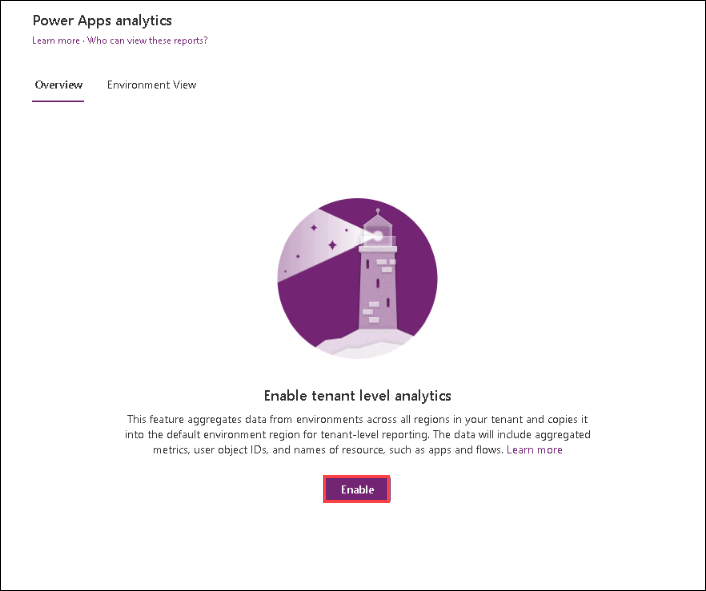 Power Apps analytics
Learn more · Who can view these reports?
Overview Environment View
Enable tenant level analytics
This feature aggregates data from environments across all regions in your tenant and copies it
into the default environment region for tenant-level reporting. The data will include aggregated
metrics, user object IDs, and names of resource, such as apps and flows. Learn more
Enable